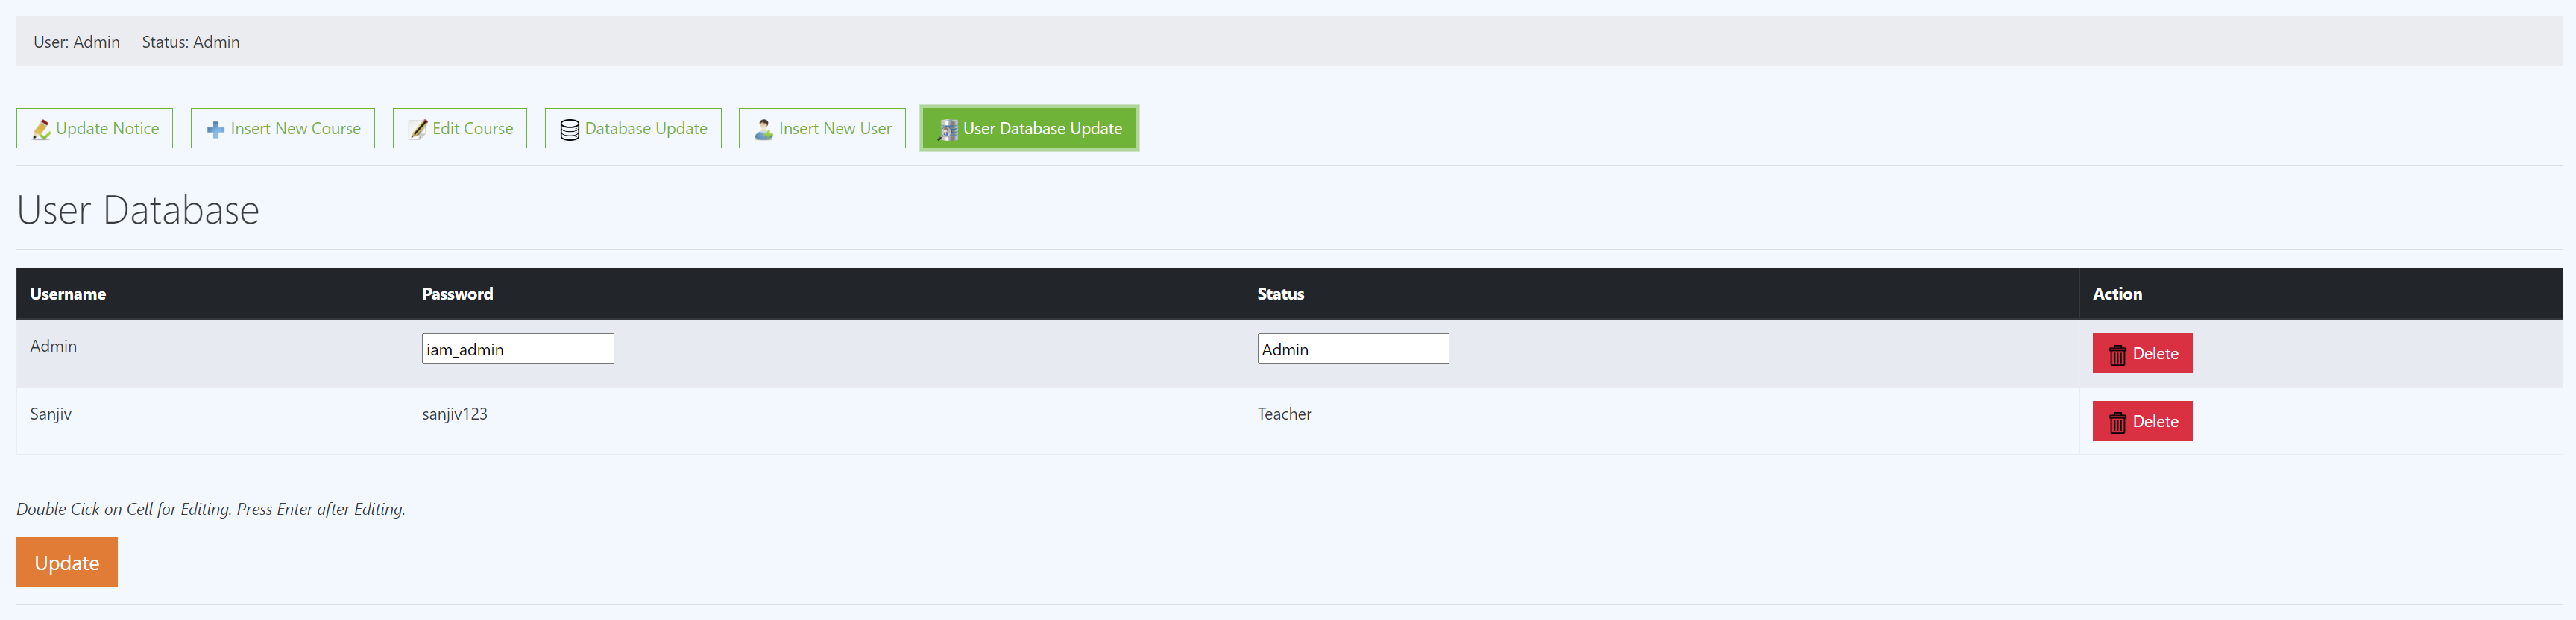 User: Admin Status: Admin
Update Notice Insert New Course Edit Course Database Update Insert New User User Database Update
User Database
Username Password Status Action
Admin iam_admin Admin Delete
Sanjiv sanjiv123 Teacher Delete
Double Cick on Cell for Editing. Press Enter after Editing.
Update